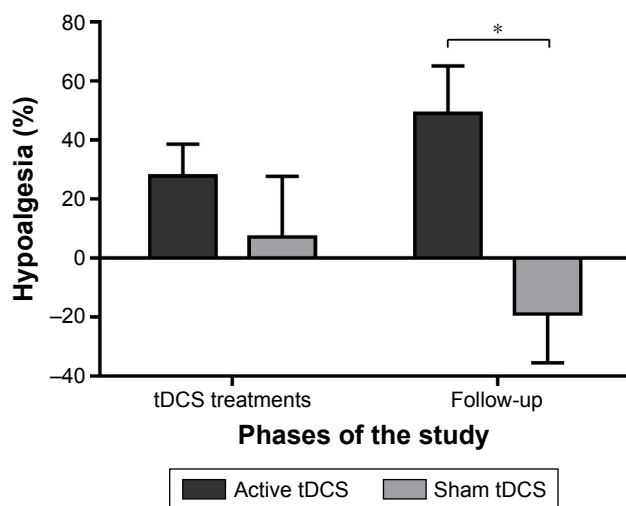 80
60
40
20
0
–20
–40
Hypoalgesia (%)
*
tDCS treatments
Follow-up
Phases of the study
Active tDCS
Sham tDCS